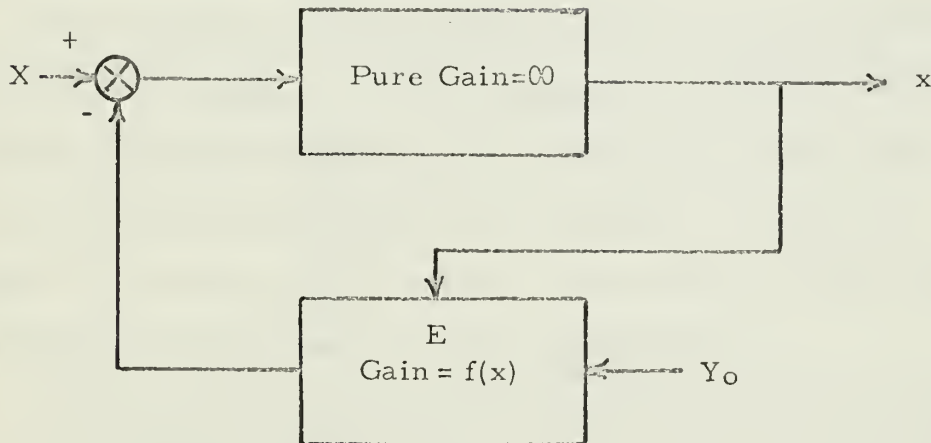 +
X
Pure Gain=∞
x
-
E
Gain = f(x)
Yo